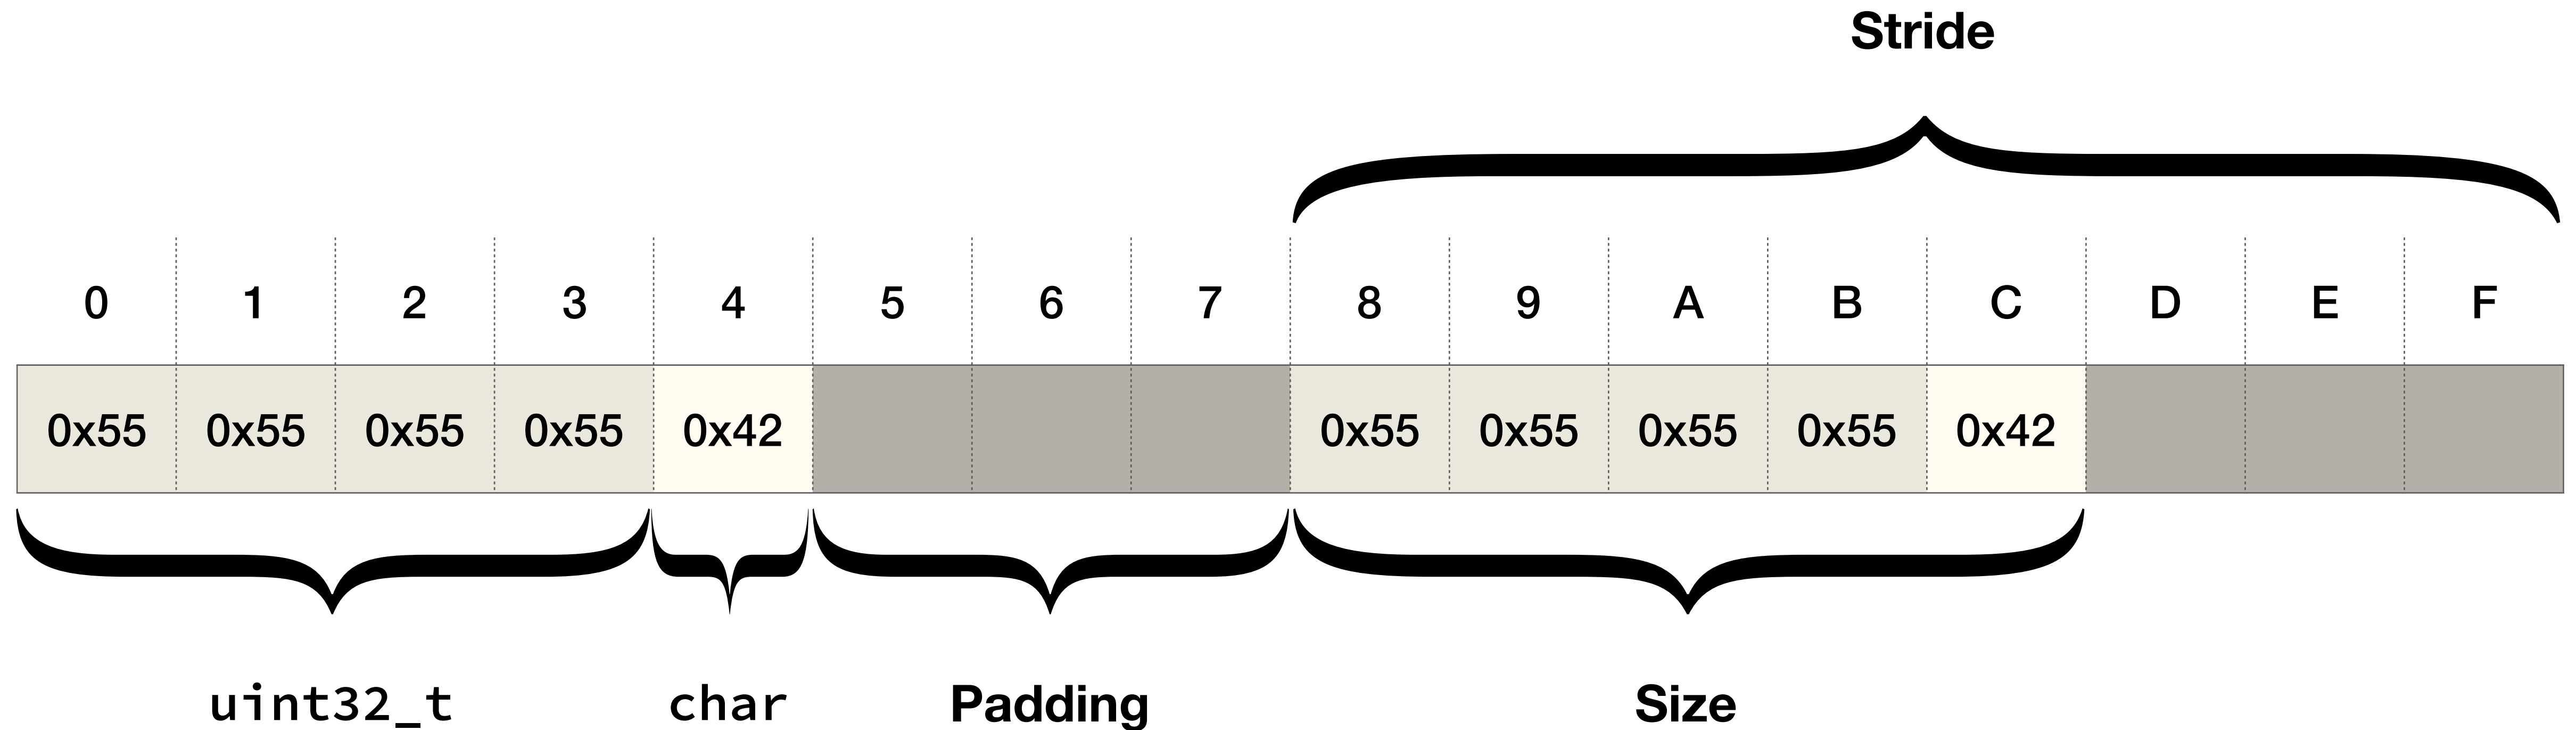 Stride
0 1 2 3 4 5 6 7 8 9 A B C D E F
0x55 0x55 0x55 0x55 0x42 0x55 0x55 0x55 0x55 0x42
uint32_t char Padding Size